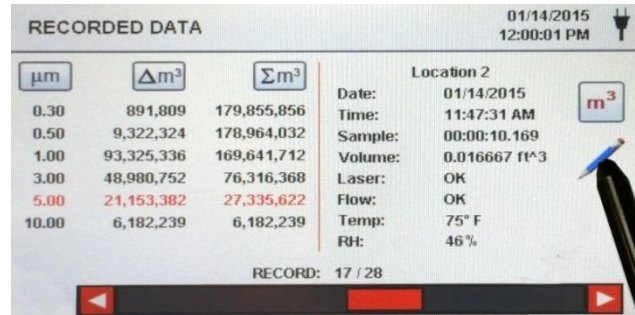 RECORDED DATA
01/14/2015
12:00:01 PM
µm Δm³ Σm³
0.30 891,809 179,855,856
0.50 9,322,324 178,964,032
1.00 93,325,336 169,641,712
3.00 48,980,752 76,316,368
5.00 21,153,382 27,335,622
10.00 6,182,239 6,182,239
Location 2
Date: 01/14/2015
Time: 11:47:31 AM
Sample: 00:00:10.169
Volume: 0.016667 ft^3
Laser: OK
Flow: OK
Temp: 75° F
RH: 46%
m³
RECORD: 17 / 28